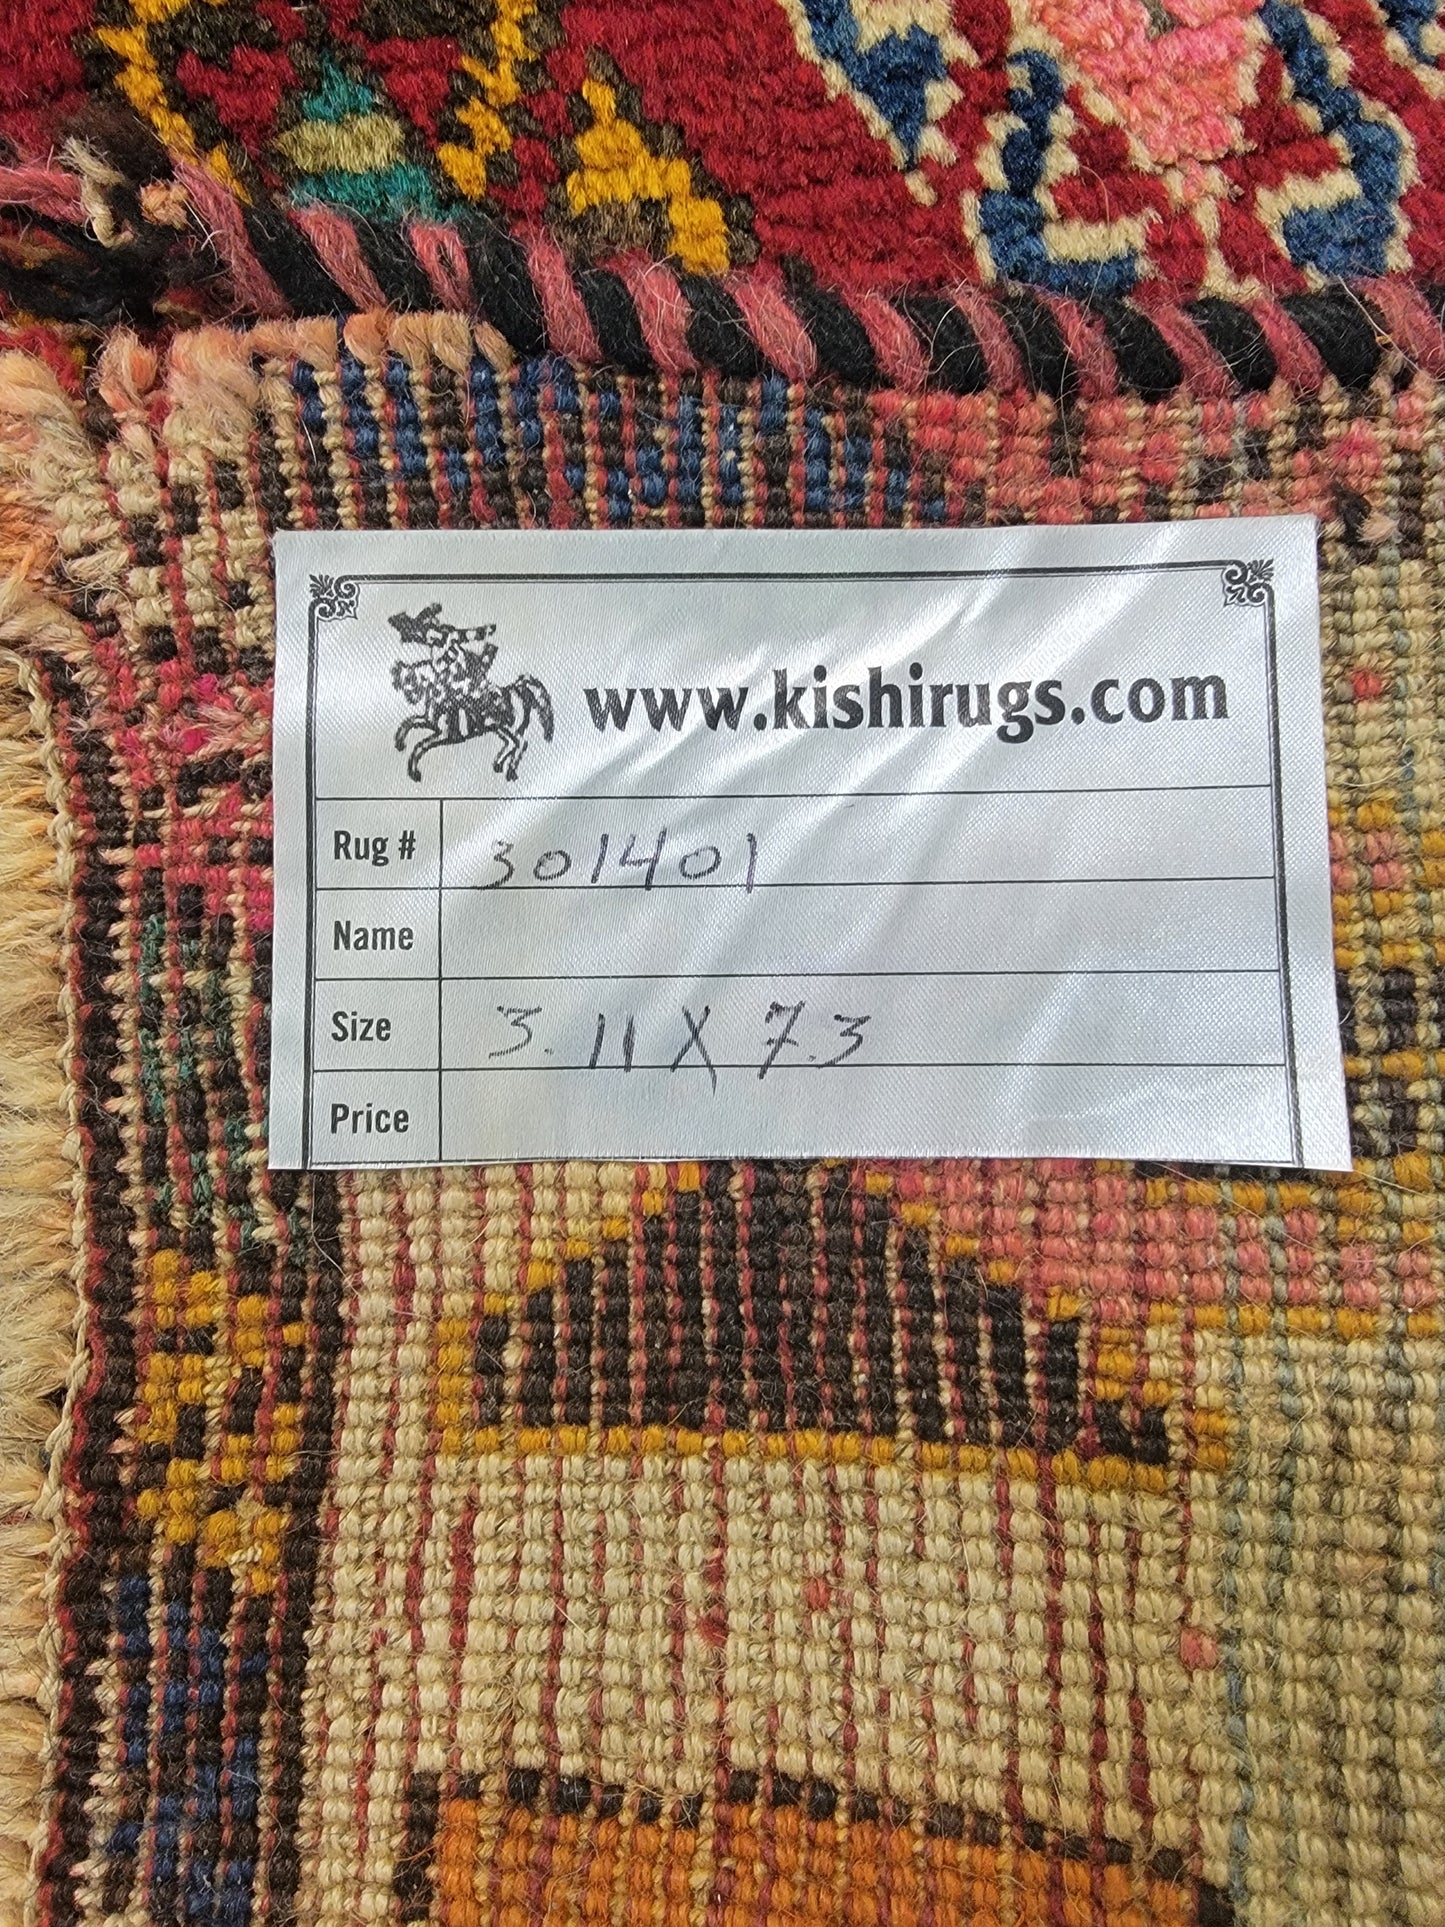 www.kishirugs.com
Rug # 301401
Name
Size 3.11 X 7.3
Price